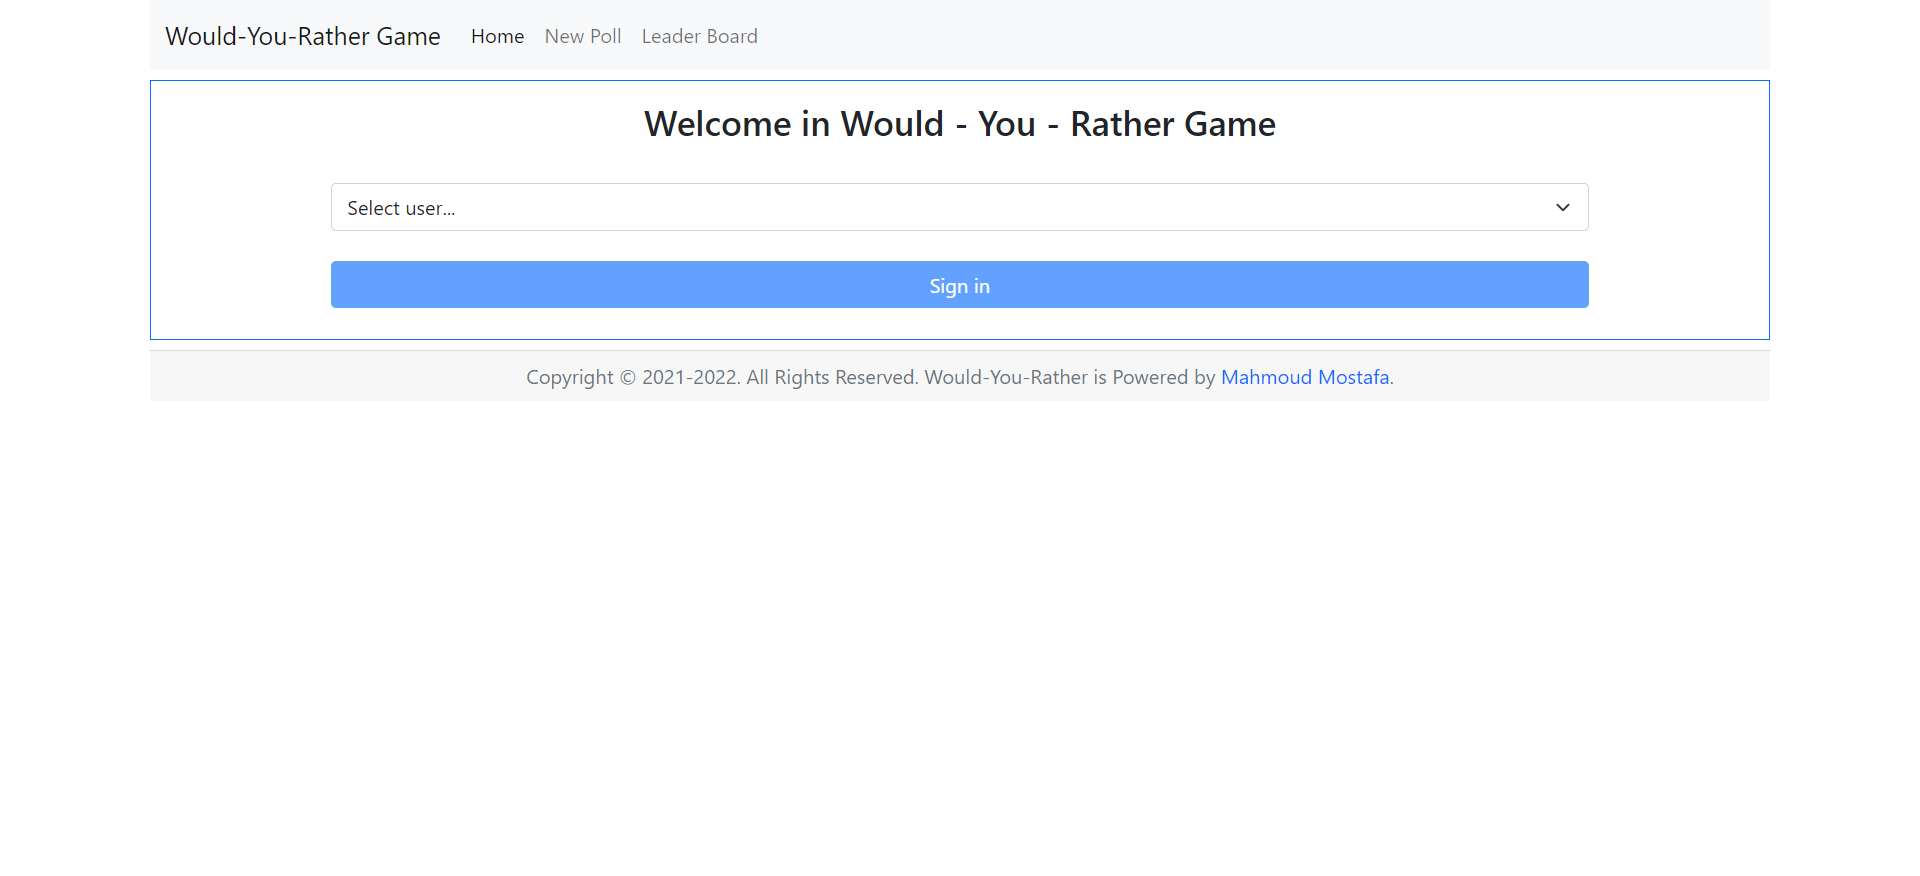 Would-You-Rather Game Home New Poll Leader Board
Welcome in Would - You - Rather Game
Select user...
Sign in
Copyright © 2021-2022. All Rights Reserved. Would-You-Rather is Powered by Mahmoud Mostafa.